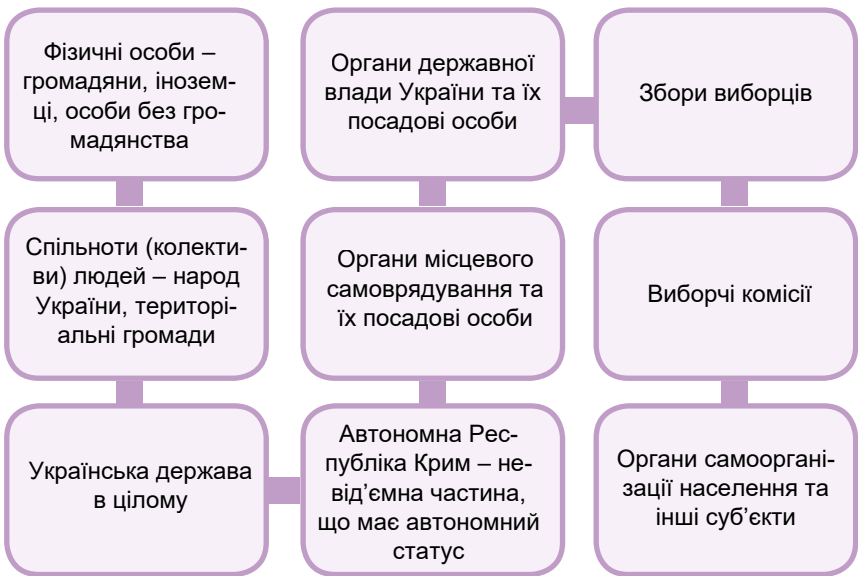 Фізичні особи –
громадяни, інозем-
ці, особи без гро-
мадянства
Спільноти (колекти-
ви) людей – народ
України, територі-
альні громади
Українська держава
в цілому
Автономна Рес-
публіка Крим – не-
від’ємна частина,
що має автономний
статус
Органи місцевого
самоврядування та
їх посадові особи
Органи державної
влади України та їх
посадові особи
Збори виборців
Виборчі комісії
Органи самооргані-
зації населення та
інші суб’єкти